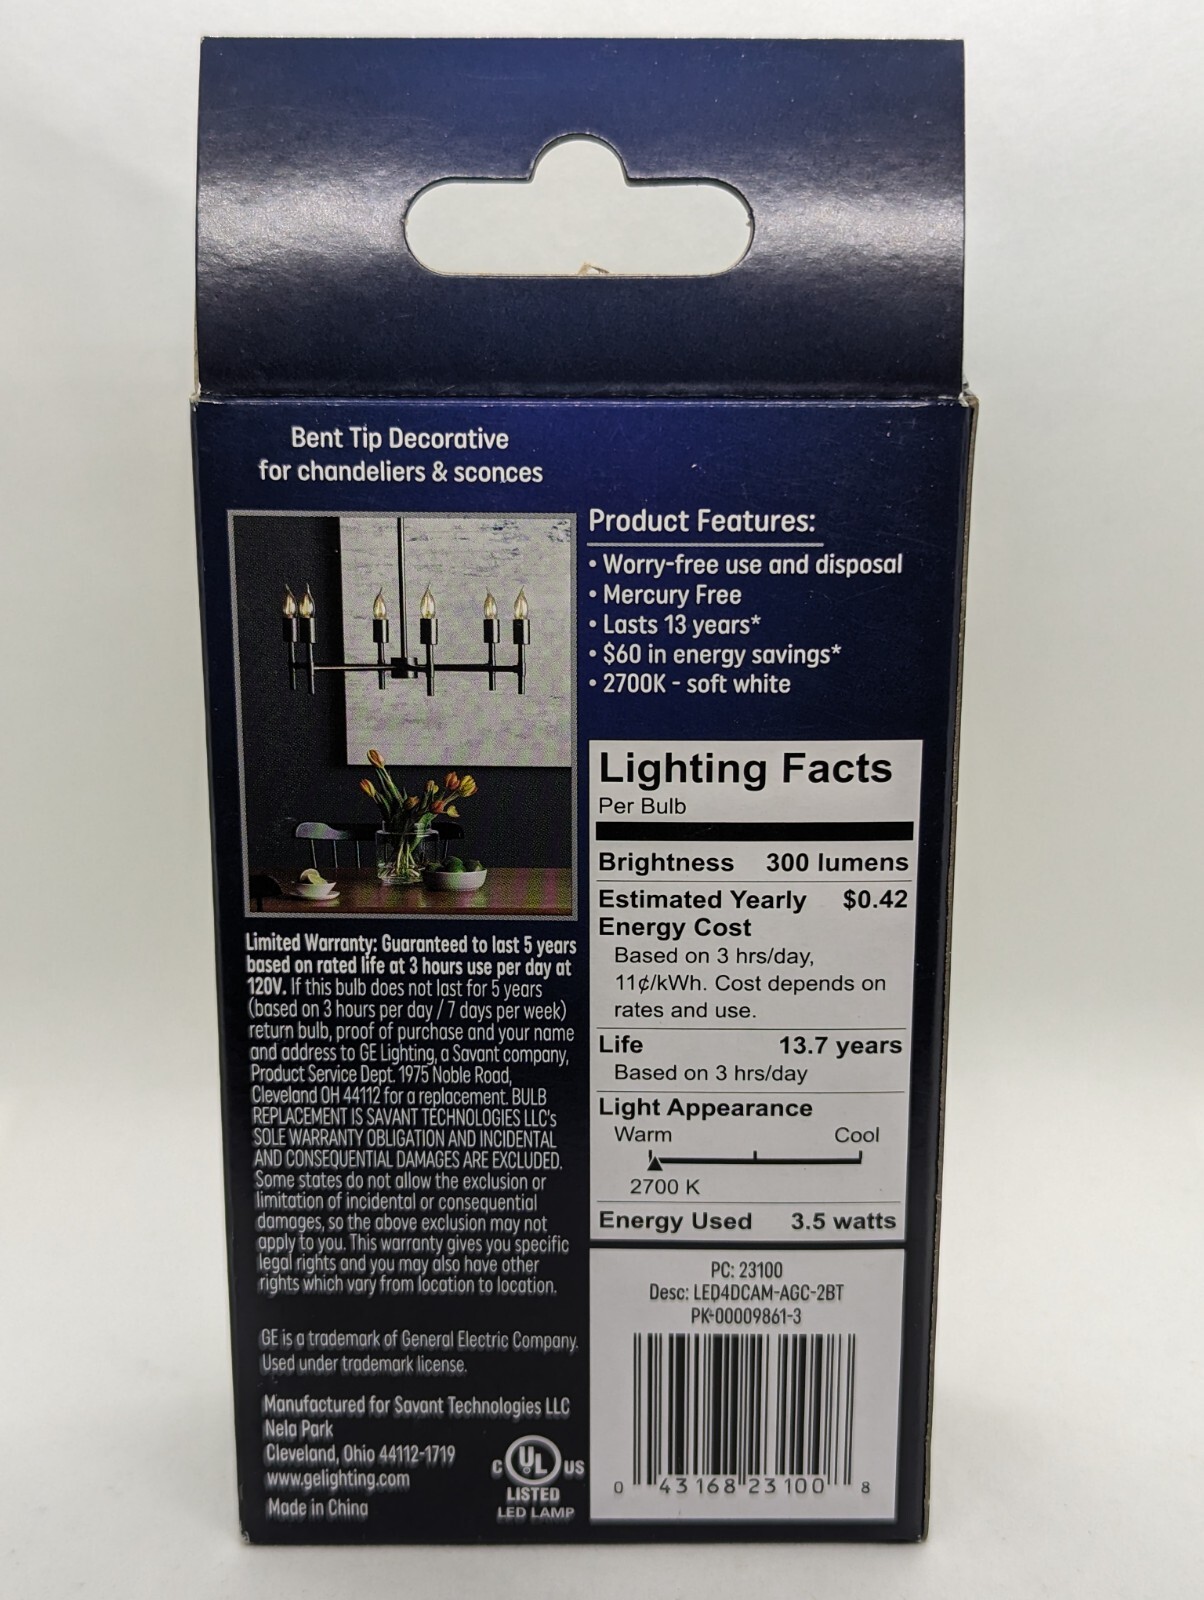 Bent Tip Decorative
for chandeliers & sconces
Product Features:
• Worry-free use and disposal
• Mercury Free
• Lasts 13 years*
• $60 in energy savings*
• 2700K - soft white
Lighting Facts
Per Bulb
Brightness 300 lumens
Estimated Yearly $0.42
Energy Cost
Based on 3 hrs/day,
11¢/kWh. Cost depends on
rates and use.
Life 13.7 years
Based on 3 hrs/day
Light Appearance
Warm Cool
2700 K
Energy Used 3.5 watts
Limited Warranty: Guaranteed to last 5 years
based on rated life at 3 hours use per day at
120V. If this bulb does not last for 5 years
(based on 3 hours per day / 7 days per week)
return bulb, proof of purchase and your name
and address to GE Lighting, a Savant company,
Product Service Dept. 1975 Noble Road,
Cleveland OH 44112 for a replacement. BULB
REPLACEMENT IS SAVANT TECHNOLOGIES LLC's
SOLE WARRANTY OBLIGATION AND INCIDENTAL
AND CONSEQUENTIAL DAMAGES ARE EXCLUDED.
Some states do not allow the exclusion or
limitation of incidental or consequential
damages, so the above exclusion may not
apply to you. This warranty gives you specific
legal rights and you may also have other
rights which vary from location to location.
GE is a trademark of General Electric Company.
Used under trademark license.
Manufactured for Savant Technologies LLC
Nela Park
Cleveland, Ohio 44112-1719
www.gelighting.com
Made in China
C UL US
LISTED
LED LAMP
PC: 23100
Desc: LED4DCAM-AGC-2BT
PK-00009861-3
0 43168 23100 8